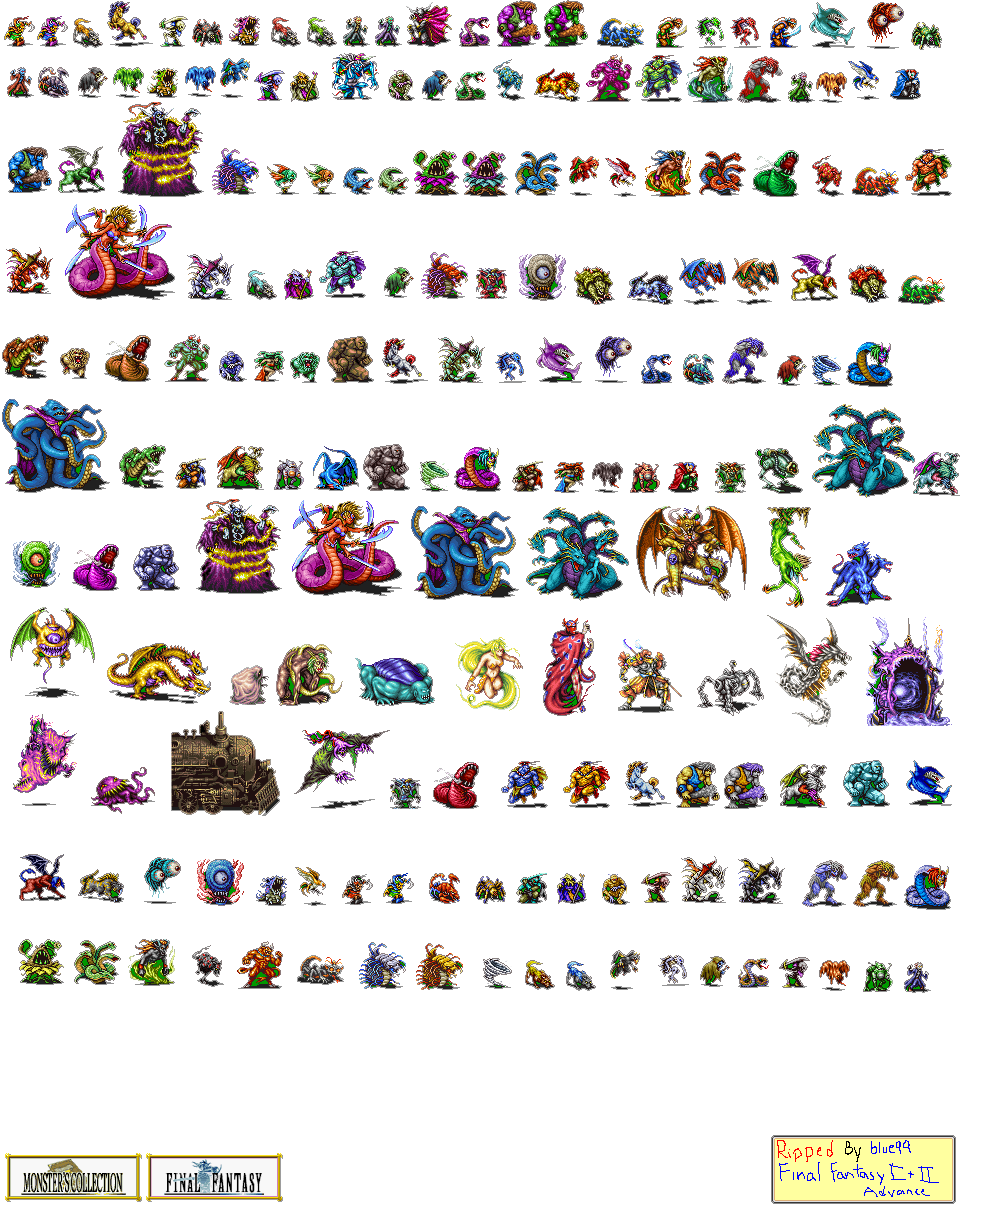 MONSTER'S COLLECTION
FINAL FANTASY
Ripped By blue99
Final Fantasy I + II
Advance